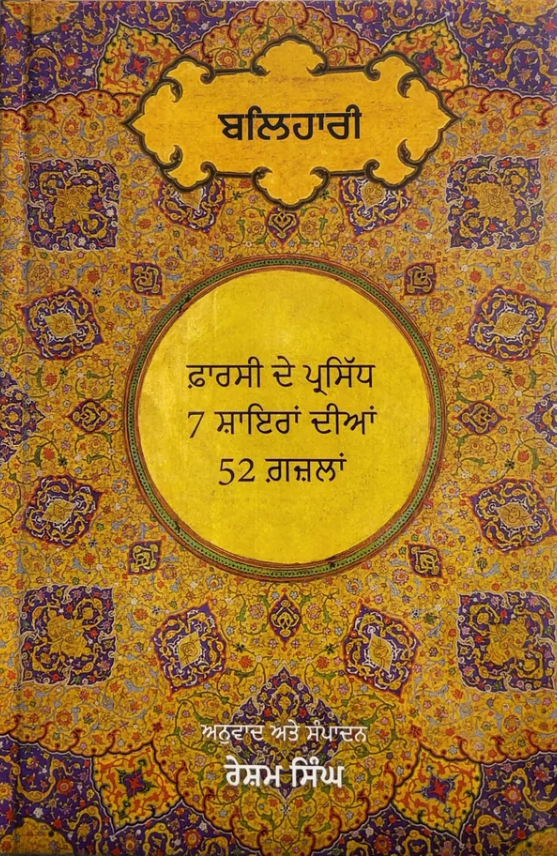 ਬਲਿਹਾਰੀ
ਫ਼ਾਰਸੀ ਦੇ ਪ੍ਰਸਿੱਧ
7 ਸ਼ਾਇਰਾਂ ਦੀਆਂ
52 ਗ਼ਜ਼ਲਾਂ
ਅਨੁਵਾਦ ਅਤੇ ਸੰਪਾਦਨ
ਰੇਸ਼ਮ ਸਿੰਘ